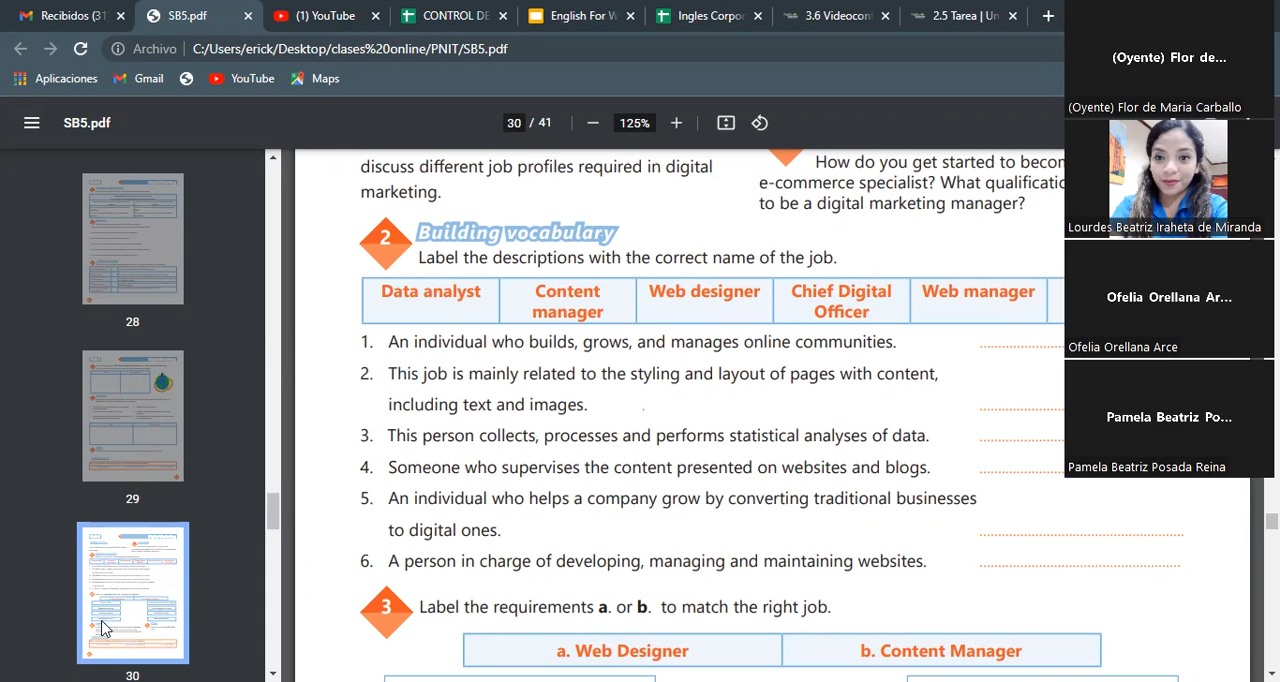 Recibidos (31
SB5.pdf
(1) YouTube
CONTROL DE
English For W
Ingles Corpor
3.6 Videocon
2.5 Tarea | Un
Archivo
C:/Users/erick/Desktop/clases%20online/PNIT/SB5.pdf
Aplicaciones
Gmail
YouTube
Maps
SB5.pdf
30 / 41
125%
(Oyente) Flor de...
(Oyente) Flor de Maria Carballo
Lourdes Beatriz Iraheta de Miranda
Ofelia Orellana Ar...
Ofelia Orellana Arce
Pamela Beatriz Po...
Pamela Beatriz Posada Reina
28
29
30
discuss different job profiles required in digital
marketing.
How do you get started to becom
e-commerce specialist? What qualificatio
to be a digital marketing manager?
2
Building vocabulary
Label the descriptions with the correct name of the job.
Data analyst
Content
manager
Web designer
Chief Digital
Officer
Web manager
1. An individual who builds, grows, and manages online communities.
2. This job is mainly related to the styling and layout of pages with content,
including text and images.
3. This person collects, processes and performs statistical analyses of data.
4. Someone who supervises the content presented on websites and blogs.
5. An individual who helps a company grow by converting traditional businesses
to digital ones.
6. A person in charge of developing, managing and maintaining websites.
3
Label the requirements a or b. to match the right job.
a. Web Designer
b. Content Manager